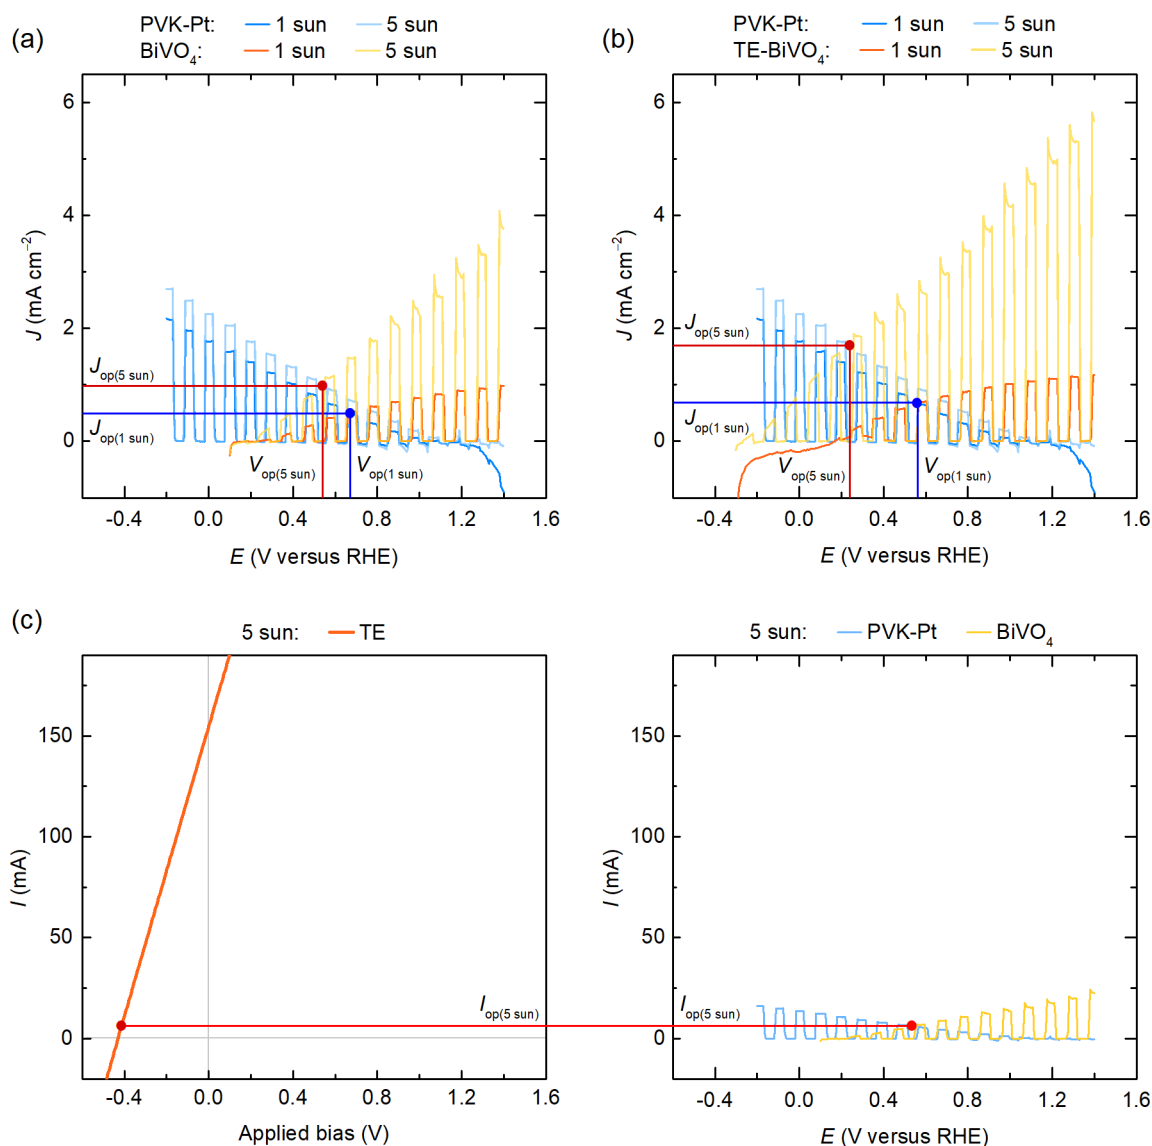 (a)
PVK-Pt: 1 sun 5 sun
BiVO₄: 1 sun 5 sun
6
4
2
0
J (mA cm⁻²)
Jop(5 sun)
Jop(1 sun)
Vop(5 sun)
Vop(1 sun)
-0.4 0.0 0.4 0.8 1.2 1.6
E (V versus RHE)
(b)
PVK-Pt: 1 sun 5 sun
TE-BiVO₄: 1 sun 5 sun
6
4
2
0
J (mA cm⁻²)
Jop(5 sun)
Jop(1 sun)
Vop(5 sun)
Vop(1 sun)
-0.4 0.0 0.4 0.8 1.2 1.6
E (V versus RHE)
(c)
5 sun: TE
150
100
50
0
I (mA)
Iop(5 sun)
-0.4 0.0 0.4 0.8 1.2 1.6
Applied bias (V)
5 sun: PVK-Pt BiVO₄
150
100
50
0
I (mA)
Iop(5 sun)
-0.4 0.0 0.4 0.8 1.2 1.6
E (V versus RHE)